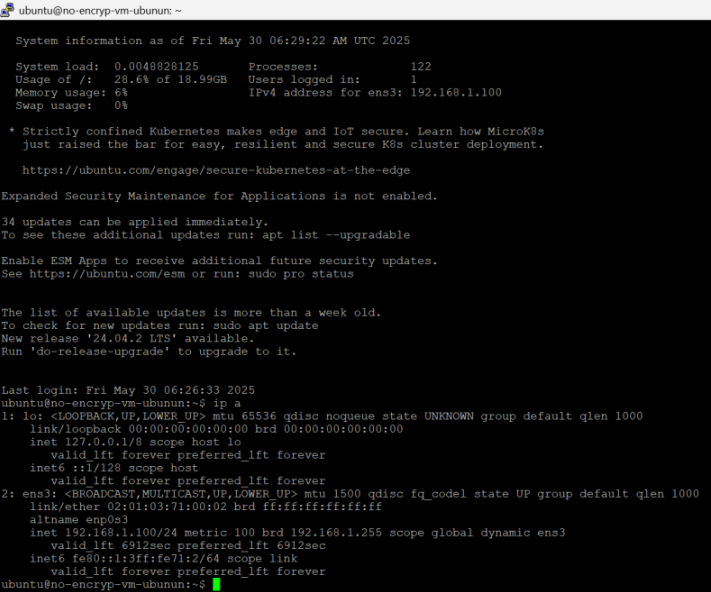 ubuntu@no-encryp-vm-ubunun: ~
System information as of Fri May 30 06:29:22 AM UTC 2025
System load:  0.0048828125      Processes:              122
Usage of /:   28.6% of 18.99GB   Users logged in:        1
Memory usage: 6%                 IPv4 address for ens3: 192.168.1.100
Swap usage:   0%
* Strictly confined Kubernetes makes edge and IoT secure. Learn how MicroK8s
just raised the bar for easy, resilient and secure K8s cluster deployment.
https://ubuntu.com/engage/secure-kubernetes-at-the-edge
Expanded Security Maintenance for Applications is not enabled.
34 updates can be applied immediately.
To see these additional updates run: apt list --upgradable
Enable ESM Apps to receive additional future security updates.
See https://ubuntu.com/esm or run: sudo pro status
The list of available updates is more than a week old.
To check for new updates run: sudo apt update
New release '24.04.2 LTS' available.
Run 'do-release-upgrade' to upgrade to it.
Last login: Fri May 30 06:26:33 2025
ubuntu@no-encryp-vm-ubunun:~$ ip a
1: lo: <LOOPBACK,UP,LOWER_UP> mtu 65536 qdisc noqueue state UNKNOWN group default qlen 1000
link/loopback 00:00:00:00:00:00 brd 00:00:00:00:00:00
inet 127.0.0.1/8 scope host lo
valid_lft forever preferred_lft forever
inet6 ::1/128 scope host
valid_lft forever preferred_lft forever
2: ens3: <BROADCAST,MULTICAST,UP,LOWER_UP> mtu 1500 qdisc fq_codel state UP group default qlen 1000
link/ether 02:01:03:71:00:02 brd ff:ff:ff:ff:ff:ff
altname enp0s3
inet 192.168.1.100/24 metric 100 brd 192.168.1.255 scope global dynamic ens3
valid_lft 6912sec preferred_lft 6912sec
inet6 fe80::1:3ff:fe71:2/64 scope link
valid_lft forever preferred_lft forever
ubuntu@no-encryp-vm-ubunun:~$